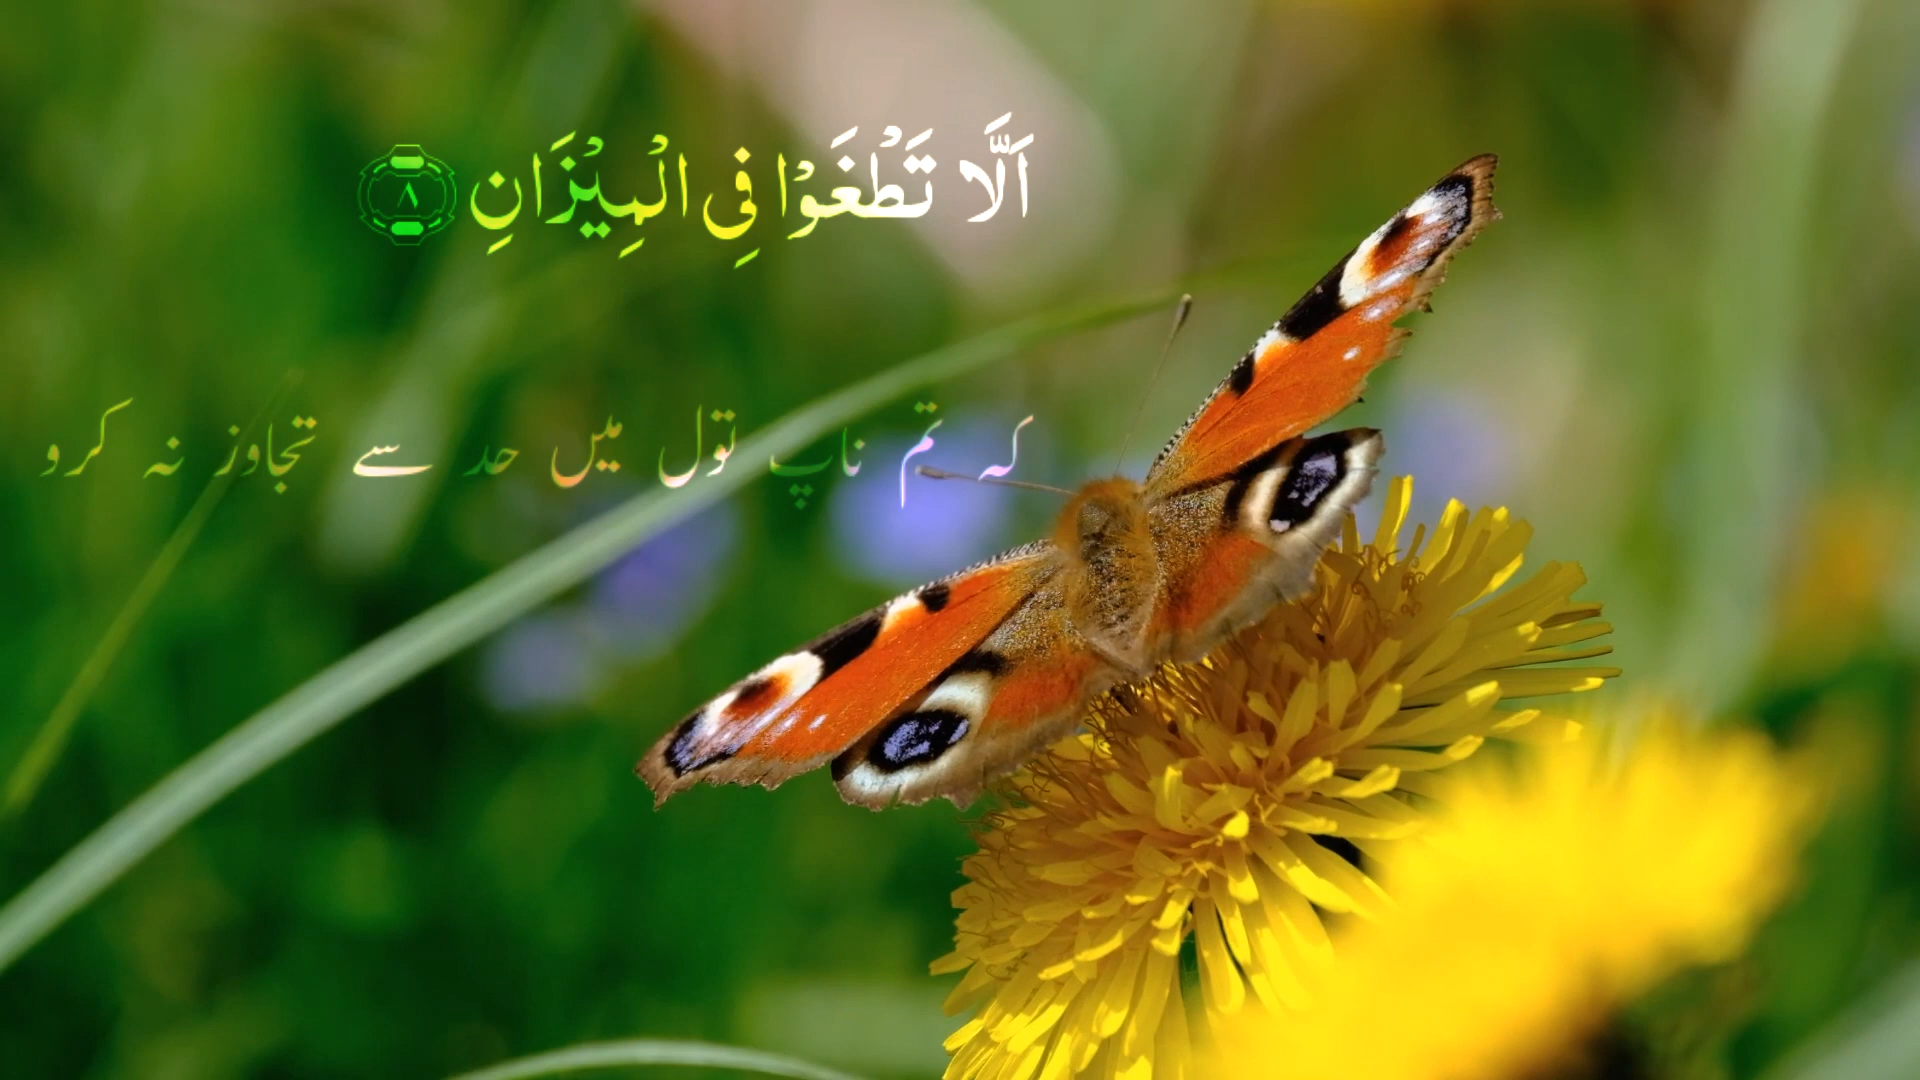 اَلَّا تَطْغَوْا فِی الْمِیْزَانِ ۸
کہ تم ناپ تول میں حد سے تجاوز نہ کرو